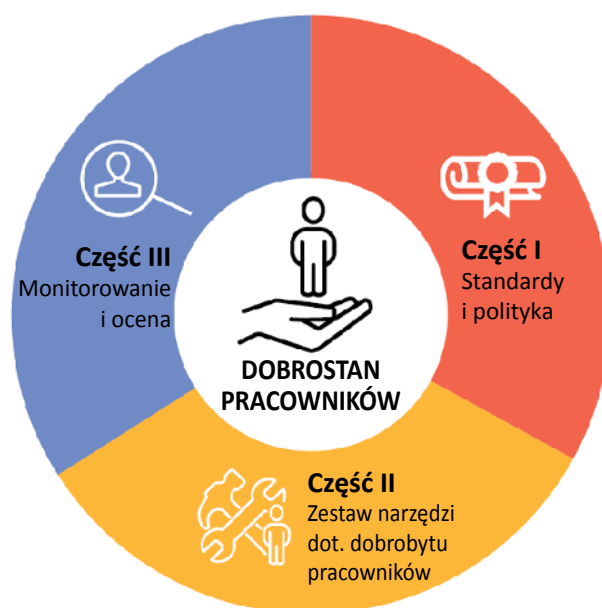 Część I
Standardy
i polityka
Część II
Zestaw narzędzi
dot. dobrobytu
pracowników
Część III
Monitorowanie
i ocena
DOBROSTAN
PRACOWNIKÓW